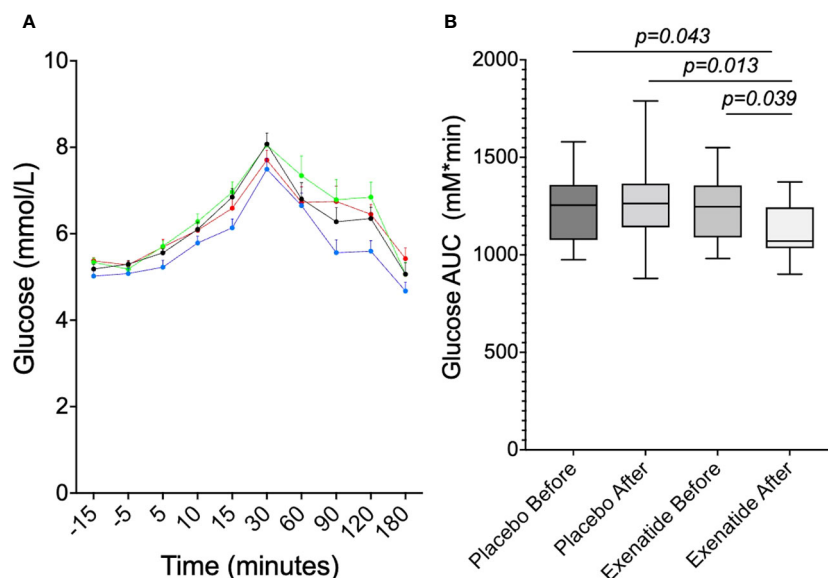 A
10
8
6
4
2
0
Glucose (mmol/L)
-15 -5 5 10 15 30 60 90 120 180
Time (minutes)
B
p=0.043
p=0.013
p=0.039
2000
1500
1000
500
0
Glucose AUC (mM*min)
Placebo Before
Placebo After
Exenatide Before
Exenatide After